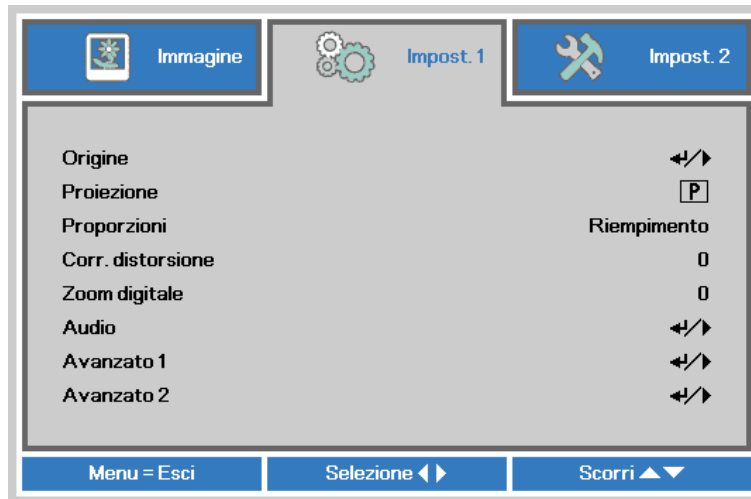 Immagine
Impost. 1
Impost. 2
Origine
Proiezione P
Proporzioni Riempimento
Corr. distorsione 0
Zoom digitale 0
Audio
Avanzato 1
Avanzato 2
Menu = Esci Selezione Scorri